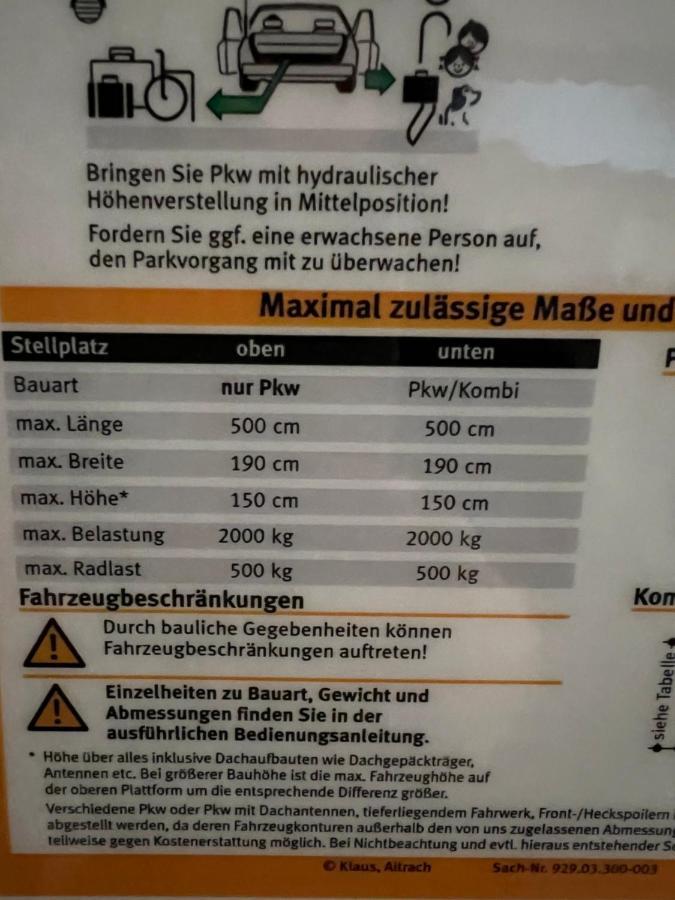 Bringen Sie Pkw mit hydraulischer
Höhenverstellung in Mittelposition!
Fordern Sie ggf. eine erwachsene Person auf,
den Parkvorgang mit zu überwachen!
Maximal zulässige Maße und
Stellplatz oben unten
Bauart nur Pkw Pkw/Kombi
max. Länge 500 cm 500 cm
max. Breite 190 cm 190 cm
max. Höhe* 150 cm 150 cm
max. Belastung 2000 kg 2000 kg
max. Radlast 500 kg 500 kg
Fahrzeugbeschränkungen
Kom
Durch bauliche Gegebenheiten können
Fahrzeugbeschränkungen auftreten!
siehe Tabelle
Einzelheiten zu Bauart, Gewicht und
Abmessungen finden Sie in der
ausführlichen Bedienungsanleitung.
* Höhe über alles inklusive Dachaufbauten wie Dachgepäckträger,
Antennen etc. Bei größerer Bauhöhe ist die max. Fahrzeughöhe auf
der oberen Plattform um die entsprechende Differenz größer.
Verschiedene Pkw oder Pkw mit Dachantennen, tieferliegendem Fahrwerk, Front-/Heckspoilern
abgestellt werden, da deren Fahrzeugkonturen außerhalb den von uns zugelassenen Abmessun
teilweise gegen Kostenerstattung möglich. Bei Nichtbeachtung und evtl. hieraus entstehender
© Klaus, Aitrach Sach-Nr. 929.03.300-003